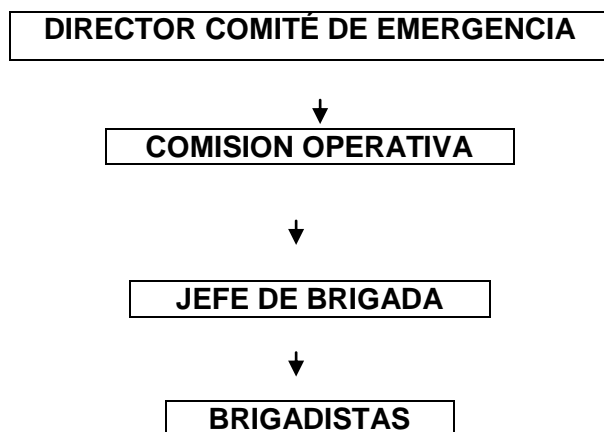 DIRECTOR COMITÉ DE EMERGENCIA
COMISION OPERATIVA
JEFE DE BRIGADA
BRIGADISTAS